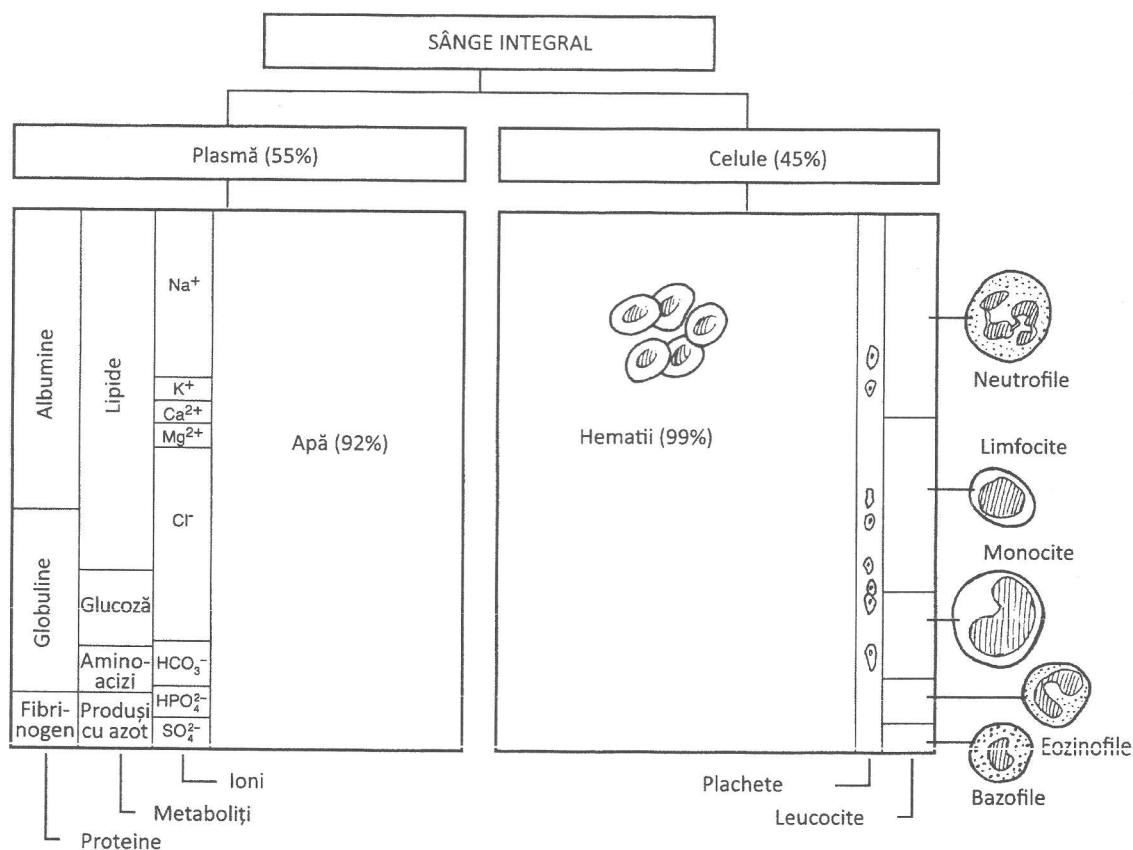 SÂNGE INTEGRAL
Plasmă (55%)
Celule (45%)
Albumine
Globuline
Fibri-
nogen
Lipide
Glucoză
Amino-
acizi
Produși
cu azot
Na⁺
K⁺
Ca²⁺
Mg²⁺
Cl⁻
HCO₃⁻
HPO₄²⁻
SO₄²⁻
Apă (92%)
Hematii (99%)
Neutrofile
Limfocite
Monocite
Eozinofile
Bazofile
Ioni
Metaboliți
Proteine
Plachete
Leucocite